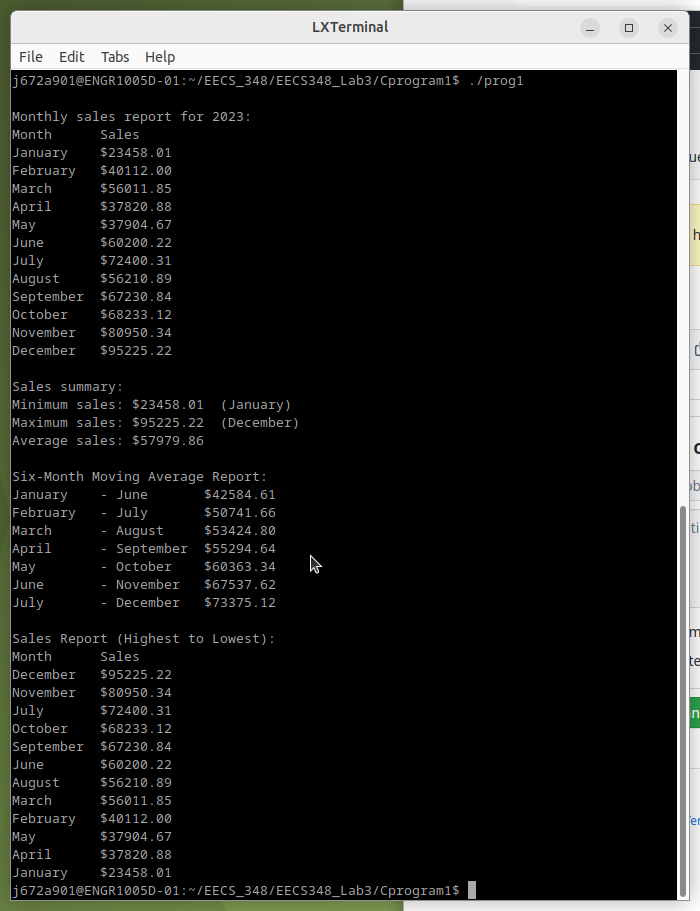 LXTerminal
File Edit Tabs Help
j672a901@ENGR1005D-01:~/EECS_348/EECS348_Lab3/Cprogram1$ ./prog1
Monthly sales report for 2023:
Month Sales
January $23458.01
February $40112.00
March $56011.85
April $37820.88
May $37904.67
June $60200.22
July $72400.31
August $56210.89
September $67230.84
October $68233.12
November $80950.34
December $95225.22
Sales summary:
Minimum sales: $23458.01 (January)
Maximum sales: $95225.22 (December)
Average sales: $57979.86
Six-Month Moving Average Report:
January - June $42584.61
February - July $50741.66
March - August $53424.80
April - September $55294.64
May - October $60363.34
June - November $67537.62
July - December $73375.12
Sales Report (Highest to Lowest):
Month Sales
December $95225.22
November $80950.34
July $72400.31
October $68233.12
September $67230.84
June $60200.22
August $56210.89
March $56011.85
February $40112.00
May $37904.67
April $37820.88
January $23458.01
j672a901@ENGR1005D-01:~/EECS_348/EECS348_Lab3/Cprogram1$